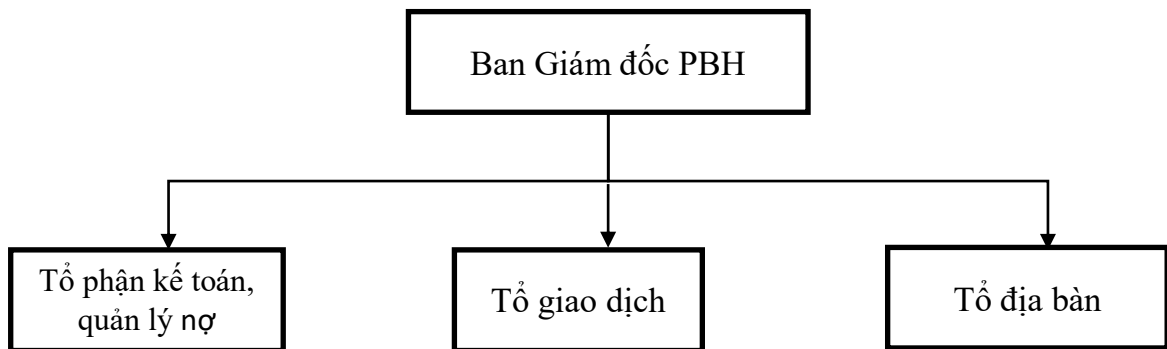 Ban Giám đốc PBH
Tổ phận kế toán,
quản lý nợ
Tổ giao dịch
Tổ địa bàn